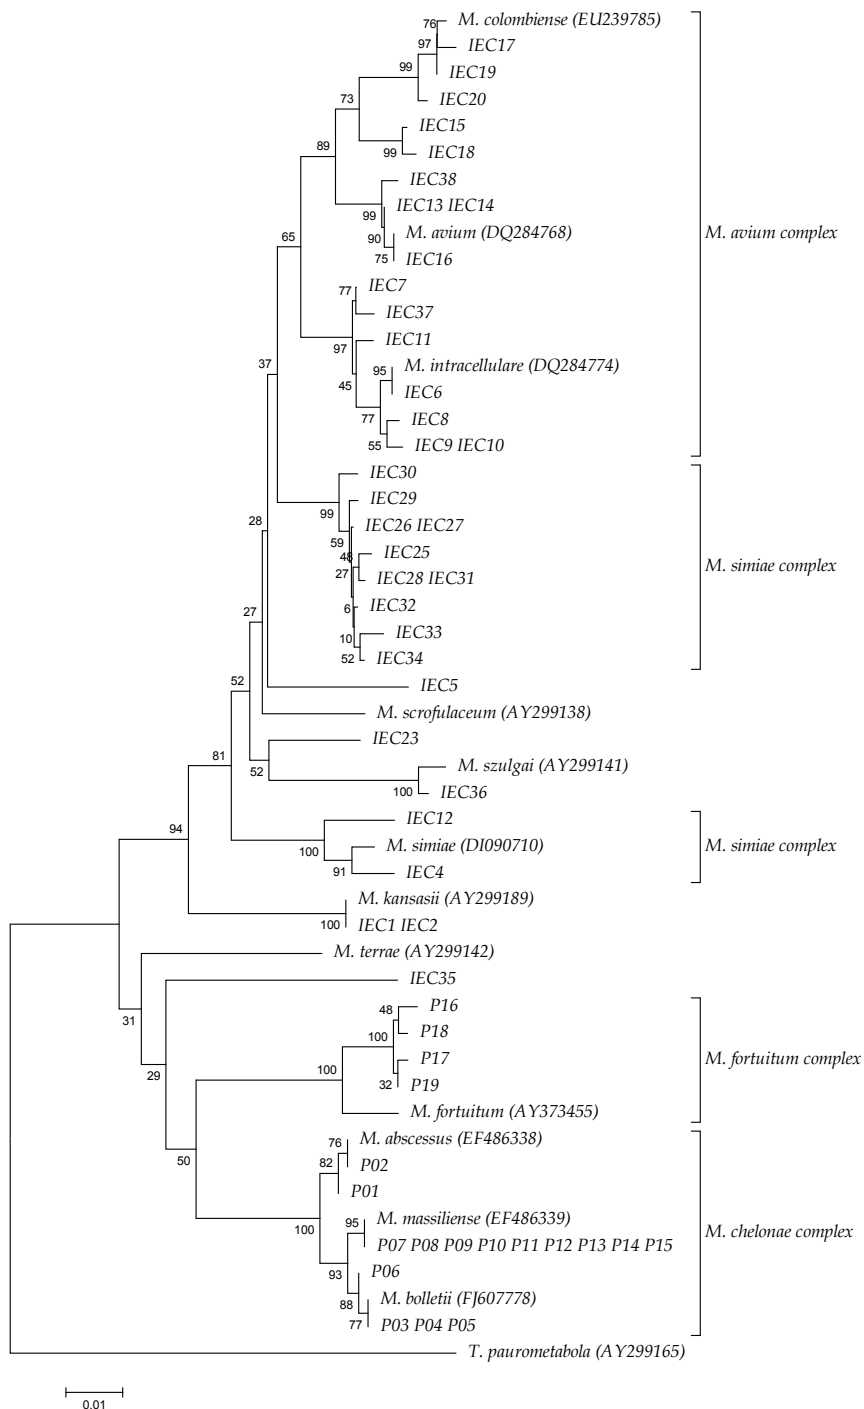 76
M. colombiense (EU239785)
97
IEC17
IEC19
99
IEC20
73
IEC15
99
IEC18
89
IEC38
IEC13 IEC14
99
M. avium (DQ284768)
90
M. avium complex
65
75
IEC16
77
IEC7
IEC37
97
IEC11
37
95
M. intracellulare (DQ284774)
45
IEC6
77
IEC8
55
IEC9 IEC10
IEC30
IEC29
99
28
IEC26 IEC27
59
48
IEC25
27
IEC28 IEC31
M. simiae complex
6
IEC32
27
10
IEC33
52
IEC34
52
IEC5
M. scrofulaceum (AY299138)
IEC23
81
52
M. szulgai (AY299141)
100
IEC36
IEC12
94
100
M. simiae (DI090710)
M. simiae complex
91
IEC4
M. kansasii (AY299189)
100
IEC1 IEC2
M. terrae (AY299142)
IEC35
31
48
P16
P18
100
100
P17
M. fortuitum complex
29
32
P19
M. fortuitum (AY373455)
76
M. abscessus (EF486338)
50
82
P02
P01
95
M. massiliense (EF486339)
100
M. chelonae complex
P07 P08 P09 P10 P11 P12 P13 P14 P15
93
P06
88
M. bolletii (FJ607778)
77
P03 P04 P05
T. paurometabola (AY299165)
0.01